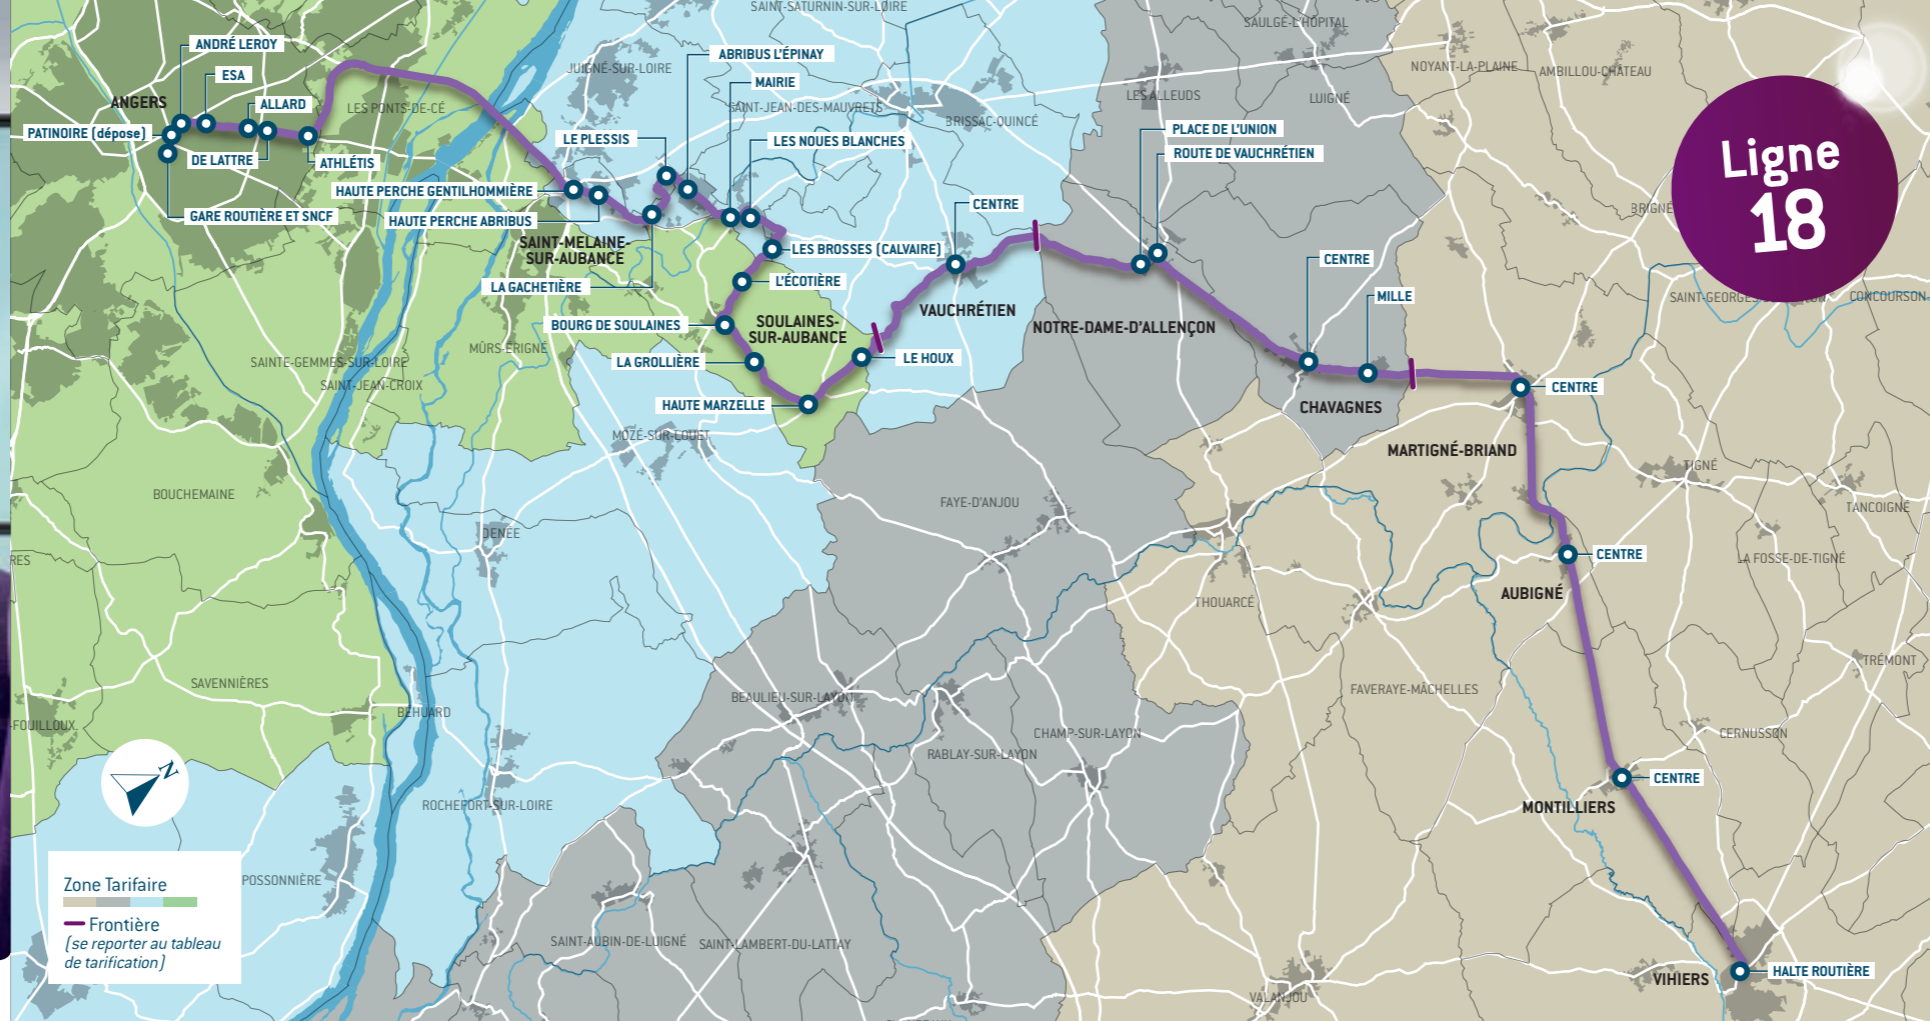 SAINT-SATURNIN-SUR-LOIRE
SAULGÉ-L'HÔPITAL
ANDRÉ LEROY
ABRIBUS L'ÉPINAY
ESA
JUIGNÉ-SUR-LOIRE
MAIRIE
NOYANT-LA-PLAINE
AMBILLOU-CHÂTEAU
ANGERS
ALLARD
LES PONTS-DE-CÉ
SAINT-JEAN-DES-MAUVRETS
BRISSAC-QUINCÉ
LES ALLEUDS
LUIGNÉ
PATINOIRE (dépose)
LE PLESSIS
LES NOUES BLANCHES
PLACE DE L'UNION
ROUTE DE VAUCHRÉTIEN
Ligne
18
DE LATTRE
ATHLÉTIS
HAUTE PERCHE GENTILHOMMIÈRE
CENTRE
BRIGNÉ
GARE ROUTIÈRE ET SNCF
HAUTE PERCHE ABRIBUS
SAINT-MELAINE-
SUR-AUBANCE
LES BROSSES (CALVAIRE)
CENTRE
LA GACHETIÈRE
L'ÉCOTIÈRE
MILLE
CONCOURSON-
VAUCHRÉTIEN
BOURG DE SOULAINES
SOULAINES-
SUR-AUBANCE
NOTRE-DAME-D'ALLENÇON
SAINTE-GEMMES-SUR-LOIRE
MÛRS-ERIGNÉ
LA GROLLIÈRE
LE HOUX
SAINT-JEAN-CROIX
CENTRE
HAUTE MARZELLE
CHAVAGNES
MOZÉ-SUR-LOUET
MARTIGNÉ-BRIAND
TIGNÉ
BOUCHEMAINE
FAYE-D'ANJOU
TANCOIGNÉ
DENÉE
CENTRE
LA FOSSE-DE-TIGNÉ
RES
AUBIGNÉ
THOUARCÉ
TRÉMONT
SAVENNIÈRES
FAVERAYE-MÂCHELLES
BEAULIEU-SUR-LAYON
BÉHUARD
-FOUILLOUX
CHAMP-SUR-LAYON
CERNUSSON
RABLAY-SUR-LAYON
N
CENTRE
ROCHEFORT-SUR-LOIRE
MONTILLIERS
POSSONNIÈRE
Zone Tarifaire
Frontière
(se reporter au tableau
de tarification)
SAINT-AUBIN-DE-LUIGNÉ
SAINT-LAMBERT-DU-LATTAY
HALTE ROUTIÈRE
VIHIERS
VALANJOU